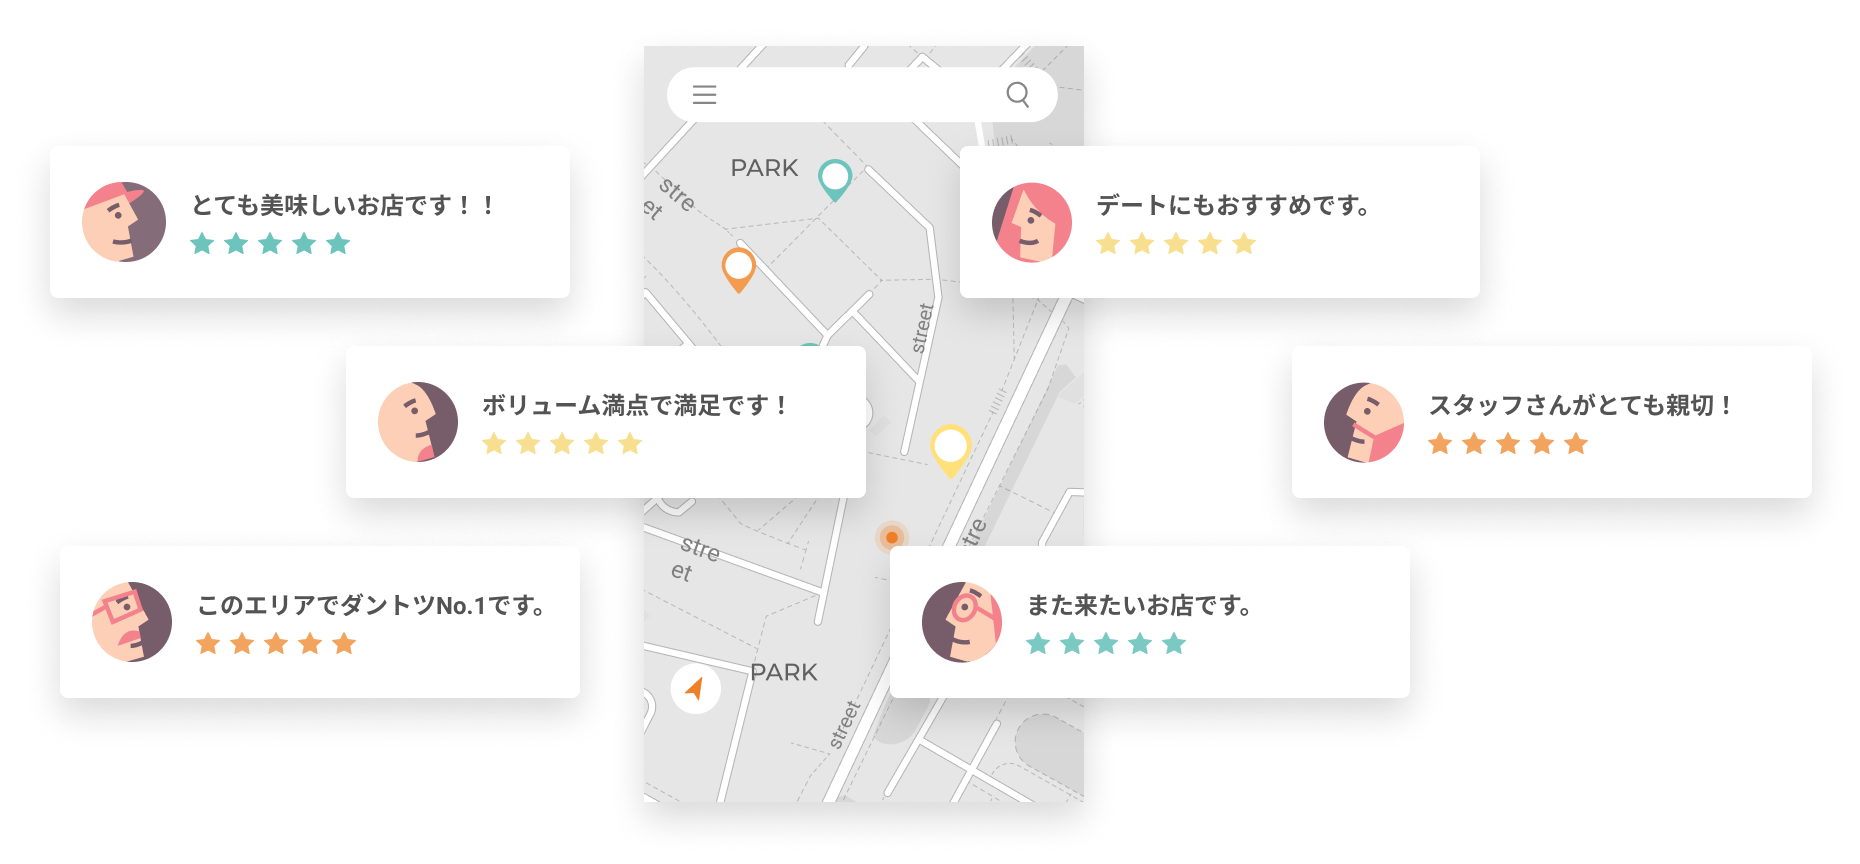 PARK
stre
et
とても美味しいお店です！！
デートにもおすすめです。
street
ボリューム満点で満足です！
スタッフさんがとても親切！
stre
et
stre
このエリアでダントツNo.1です。
また来たいお店です。
PARK
street